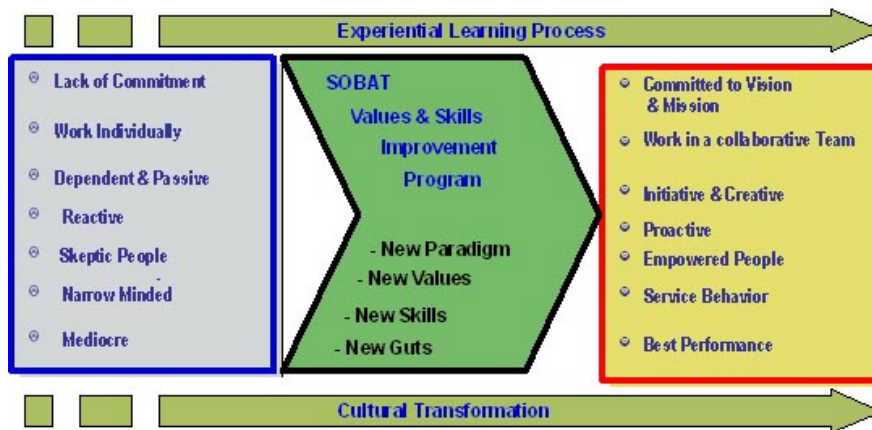 Experiential Learning Process
Lack of Commitment
Work Individually
Dependent & Passive
Reactive
Skeptic People
Narrow Minded
Mediocre
SOBAT
Values & Skills
Improvement
Program
- New Paradigm
- New Values
- New Skills
- New Guts
Committed to Vision
& Mission
Work in a collaborative Team
Initiative & Creative
Proactive
Empowered People
Service Behavior
Best Performance
Cultural Transformation